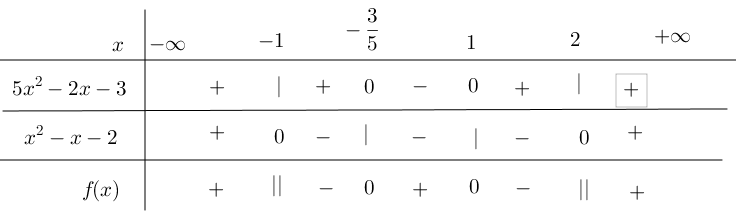 x −∞ −1 −3/5 1 2 +∞
5x² − 2x − 3 + | + 0 − 0 + | +
x² − x − 2 + 0 − | − | − 0 +
f(x) + || − 0 + 0 − || +